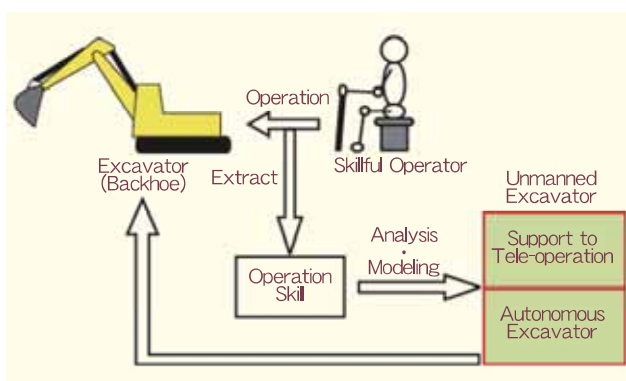 Operation
Excavator
(Backhoe)
Extract
Skillful Operator
Unmanned
Excavator
Analysis
・
Modeling
Support to
Tele-operation
Operation
Skill
Autonomous
Excavator